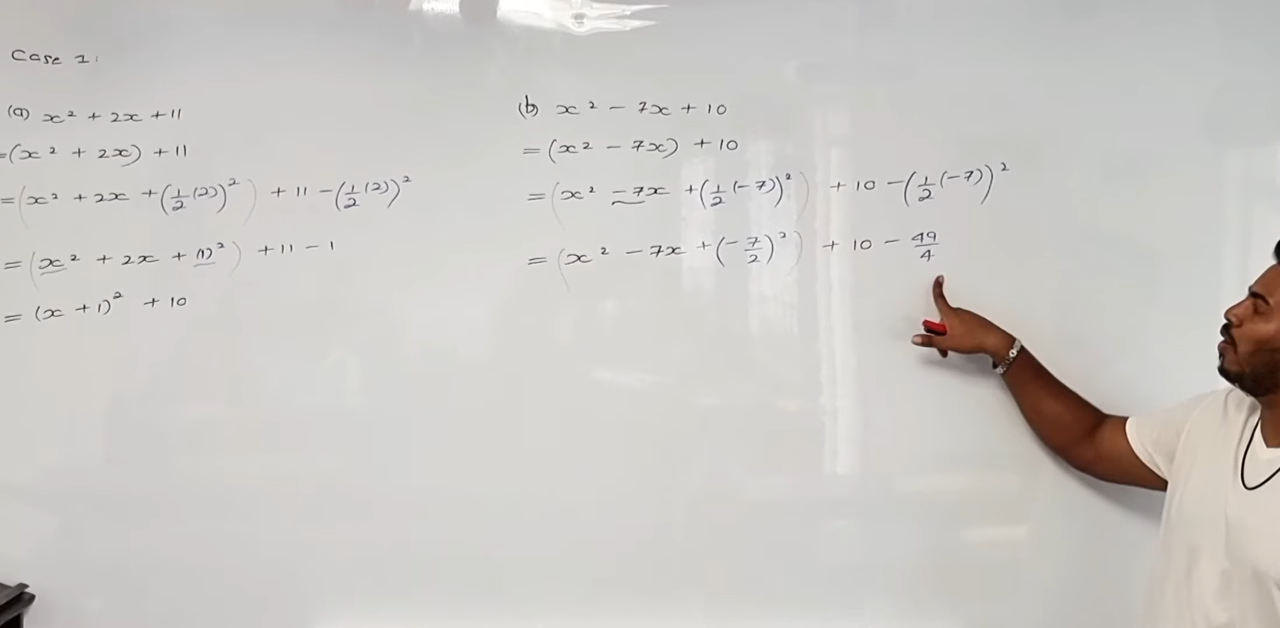 Case 1:
(a) x² + 2x + 11
= (x² + 2x) + 11
= (x² + 2x + (1/2 (2))²) + 11 - (1/2 (2))²
= (x² + 2x + (1)²) + 11 - 1
= (x + 1)² + 10
(b) x² - 7x + 10
= (x² - 7x) + 10
= (x² - 7x + (1/2 (-7))²) + 10 - (1/2 (-7))²
= (x² - 7x + (-7/2)²) + 10 - 49/4